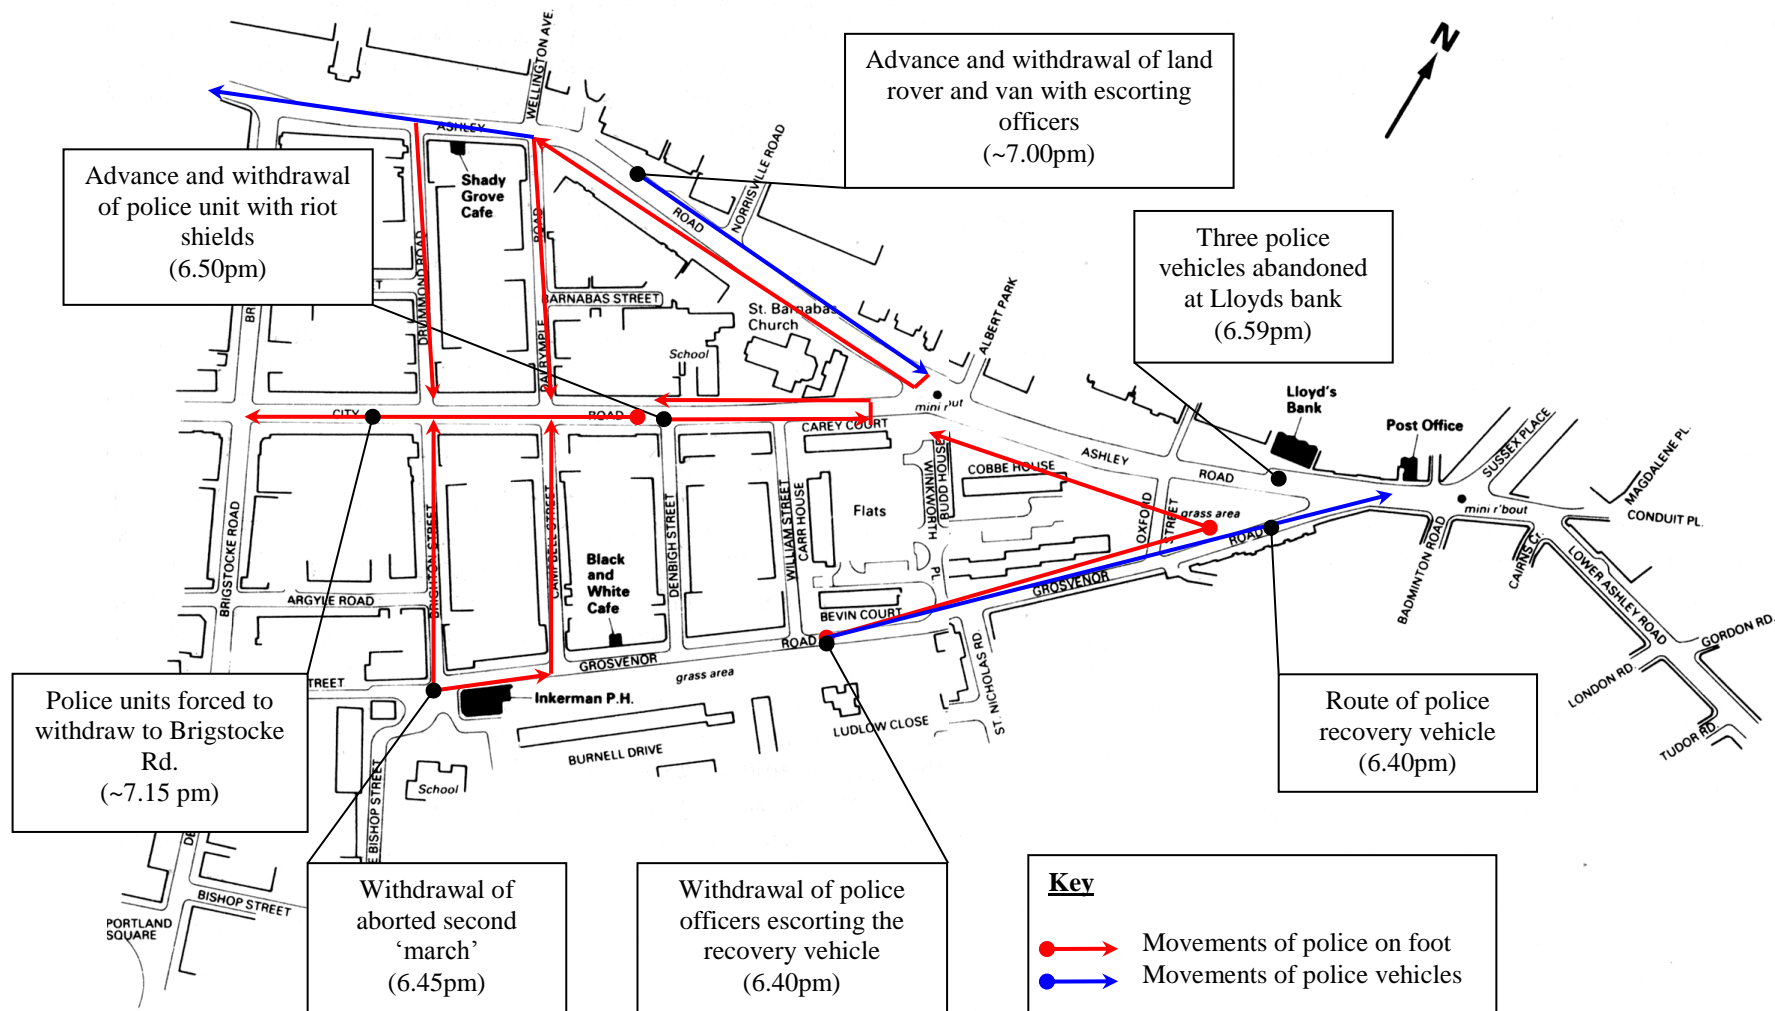 N
WELLINGTON AVE.
Advance and withdrawal of land
rover and van with escorting
officers
(~7.00pm)
ASHLEY
ROAD
NORRISVILLE ROAD
Shady
Grove
Cafe
Advance and withdrawal
of police unit with riot
shields
(6.50pm)
DRUMMOND ROAD
DALRYMPLE
ROAD
BARNABAS STREET
St. Barnabas
Church
School
ALBERT PARK
Three police
vehicles abandoned
at Lloyds bank
(6.59pm)
CITY
ROAD
CAREY COURT
mini r'out
Lloyd's
Bank
Post Office
SUSSEX PLACE
MAGDALENE PL.
CONDUIT PL.
ASHLEY
ROAD
COBBE HOUSE
BUDD HOUSE
WINKWORTH
PL.
Flats
CARR HOUSE
WILLIAM STREET
DENBIGH STREET
CAMPBELL STREET
BRIGHTON STREET
BRIGSTOCKE ROAD
ARGYLE ROAD
Black
and
White
Cafe
BEVIN COURT
OXFORD
STREET
grass area
ROAD
GROSVENOR
mini r'bout
BADMINTON ROAD
CAIRNS Cr.
LOWER ASHLEY ROAD
GORDON RD.
LONDON RD.
TUDOR RD.
GROSVENOR
ROAD
grass area
Inkerman P.H.
LUDLOW CLOSE
ST. NICHOLAS RD
BURNELL DRIVE
School
TREET
E BISHOP STREET
BISHOP STREET
PORTLAND
SQUARE
Police units forced to
withdraw to Brigstocke
Rd.
(~7.15 pm)
Route of police
recovery vehicle
(6.40pm)
Withdrawal of
aborted second
‘march’
(6.45pm)
Withdrawal of police
officers escorting the
recovery vehicle
(6.40pm)
Key
Movements of police on foot
Movements of police vehicles